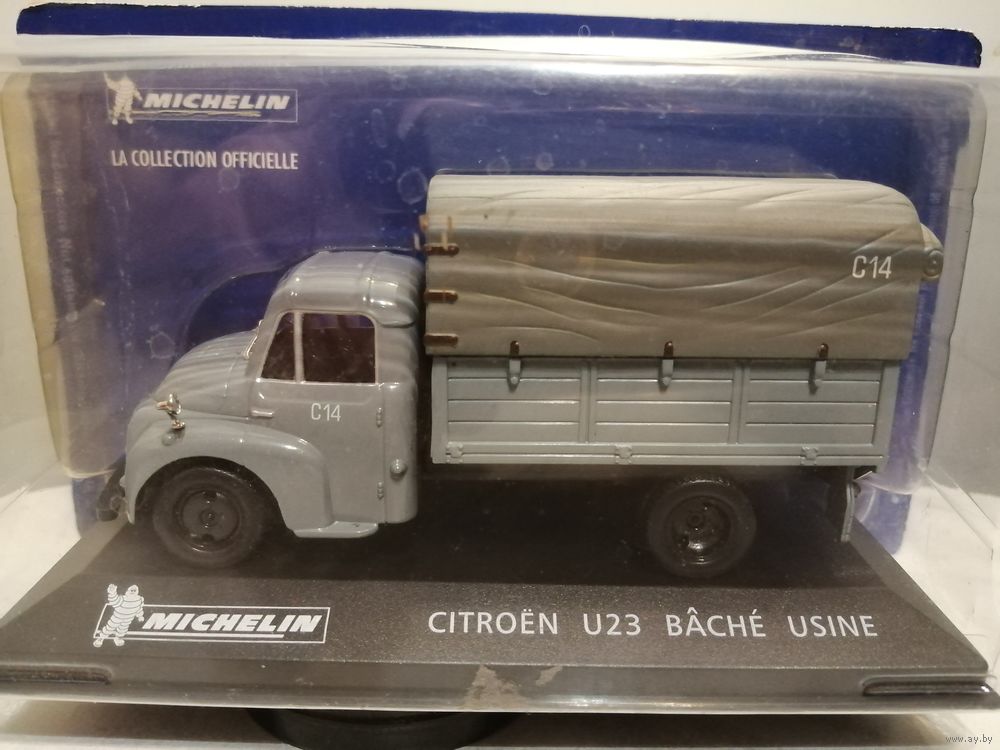 MICHELIN
LA COLLECTION OFFICIELLE
C14
C14
MICHELIN
CITROËN U23 BÂCHÉ USINE
www.ay.by